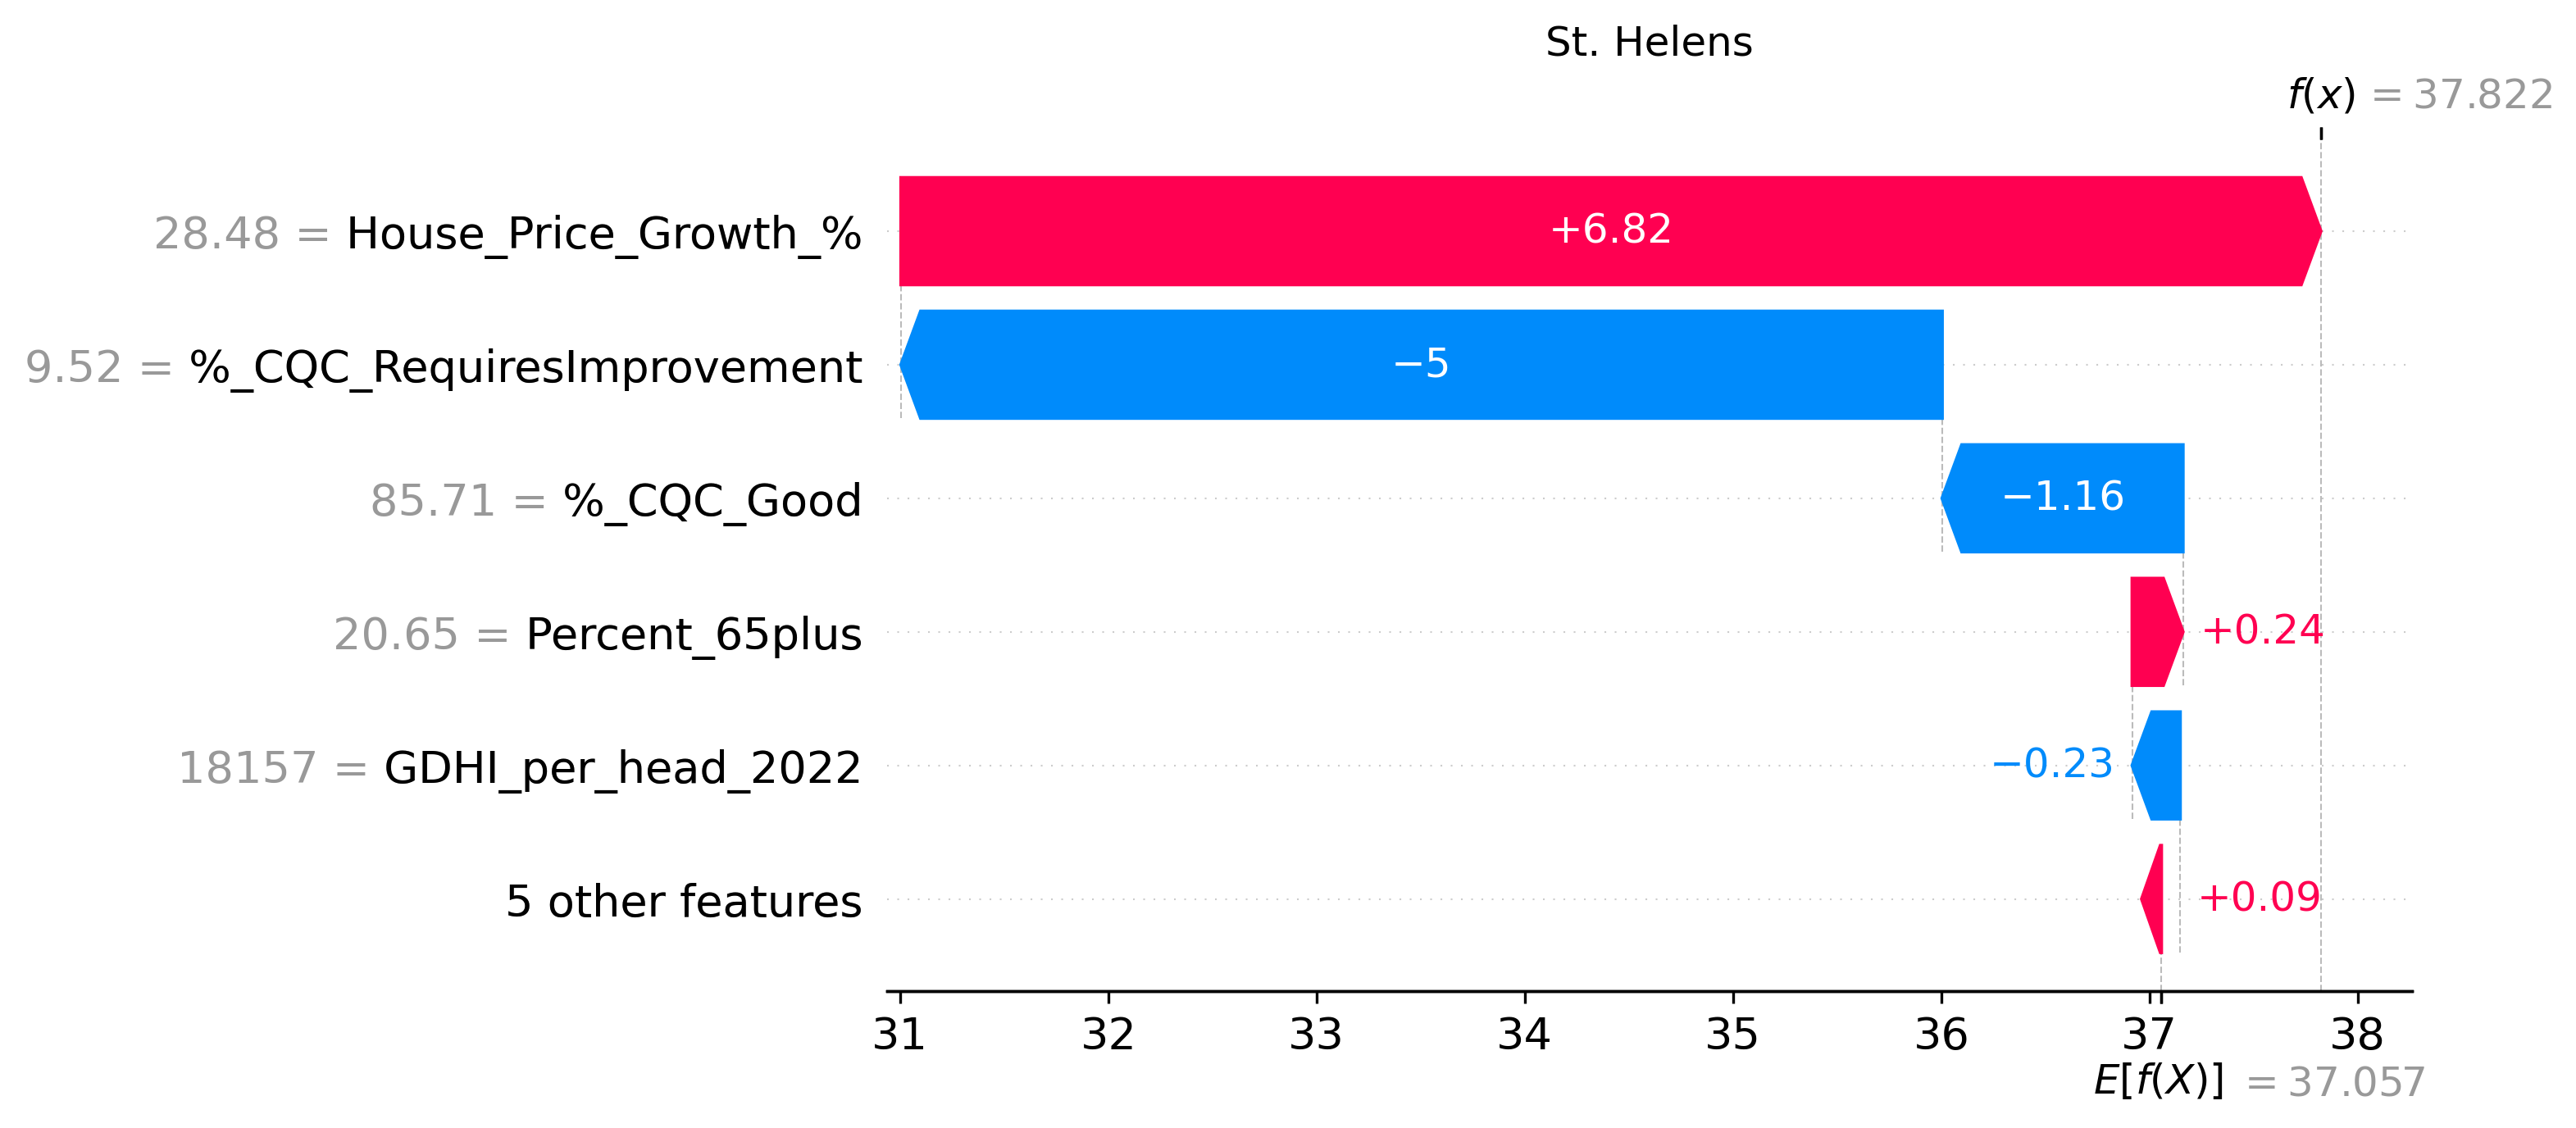 St. Helens
f(x) = 37.822
28.48 = House_Price_Growth_%
+6.82
9.52 = %_CQC_RequiresImprovement
−5
85.71 = %_CQC_Good
−1.16
20.65 = Percent_65plus
+0.24
18157 = GDHI_per_head_2022
−0.23
5 other features
+0.09
31 32 33 34 35 36 37 38
E[f(X)] = 37.057